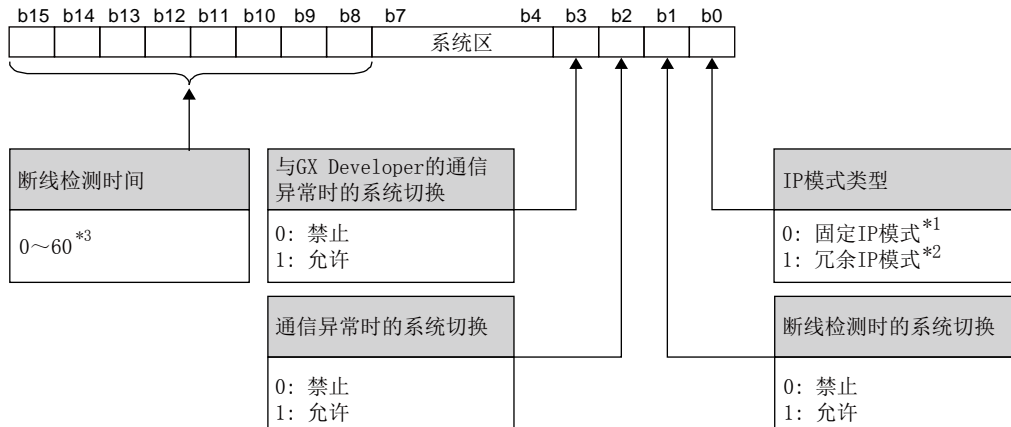 b15 b14 b13 b12 b11 b10 b9 b8 b7 b4 b3 b2 b1 b0
系统区
断线检测时间
0～60*3
与GX Developer的通信
异常时的系统切换
0: 禁止
1: 允许
IP模式类型
0: 固定IP模式*1
1: 冗余IP模式*2
通信异常时的系统切换
0: 禁止
1: 允许
断线检测时的系统切换
0: 禁止
1: 允许